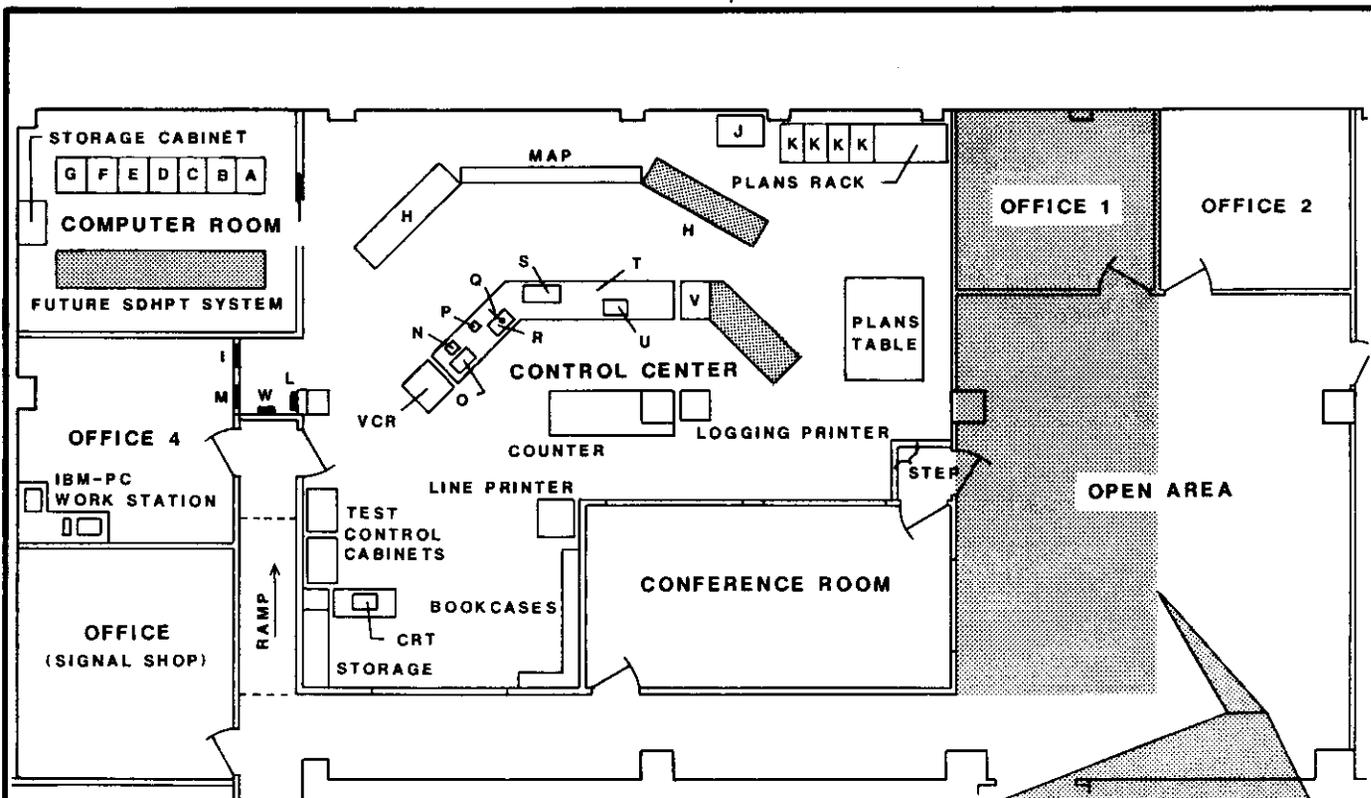 STORAGE CABINET
G F E D C B A
COMPUTER ROOM
FUTURE SDHPT SYSTEM
MAP
H
H
J
K K K K
PLANS RACK
OFFICE 1
OFFICE 2
S
T
Q
P
N
R
U
V
O
VCR
PLANS
TABLE
CONTROL CENTER
I
M
W
L
OFFICE 4
COUNTER
LOGGING PRINTER
STEP
IBM-PC
WORK STATION
LINE PRINTER
TEST
CONTROL
CABINETS
OPEN AREA
CONFERENCE ROOM
BOOKCASES
CRT
STORAGE
RAMP
OFFICE
(SIGNAL SHOP)